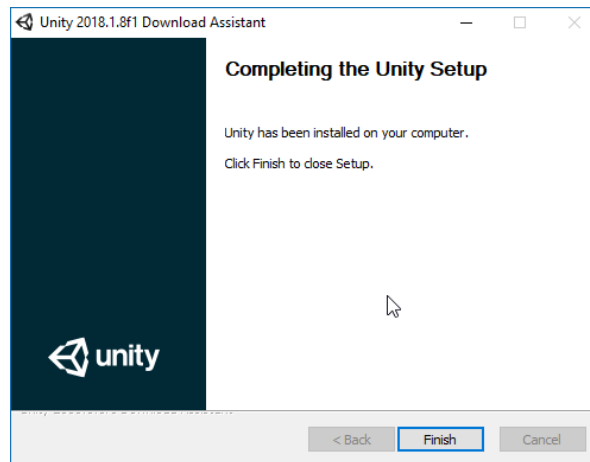 Unity 2018.1.8f1 Download Assistant
Completing the Unity Setup
Unity has been installed on your computer.
Click Finish to close Setup.
unity
< Back Finish Cancel